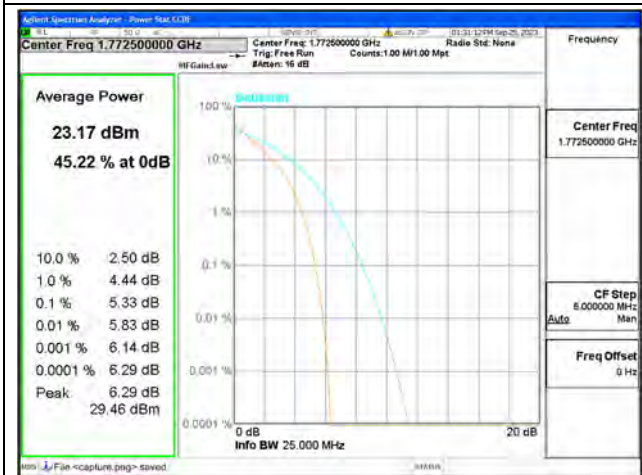 Agilent Spectrum Analyzer - Power Stat CCDF
Center Freq 1.772500000 GHz
Center Freq: 1.772500000 GHz
01:31:12 PM Sep 25, 2023
Radio Std: None
Trig: Free Run
Counts:1.00 M/1.00 Mpt
#IFGain:Low
#Atten: 16 dB
Frequency
Average Power
23.17 dBm
45.22 % at 0dB
10.0 % 2.50 dB
1.0 % 4.44 dB
0.1 % 5.33 dB
0.01 % 5.83 dB
0.001 % 6.14 dB
0.0001 % 6.29 dB
Peak 6.29 dB
29.46 dBm
Gaussian
100 %
10 %
1 %
0.1 %
0.01 %
0.001 %
0.0001 %
0 dB
20 dB
Info BW 25.000 MHz
Center Freq
1.772500000 GHz
CF Step
6.000000 MHz
Auto Man
Freq Offset
0 Hz
MSG File <capture.png> saved
STATUS